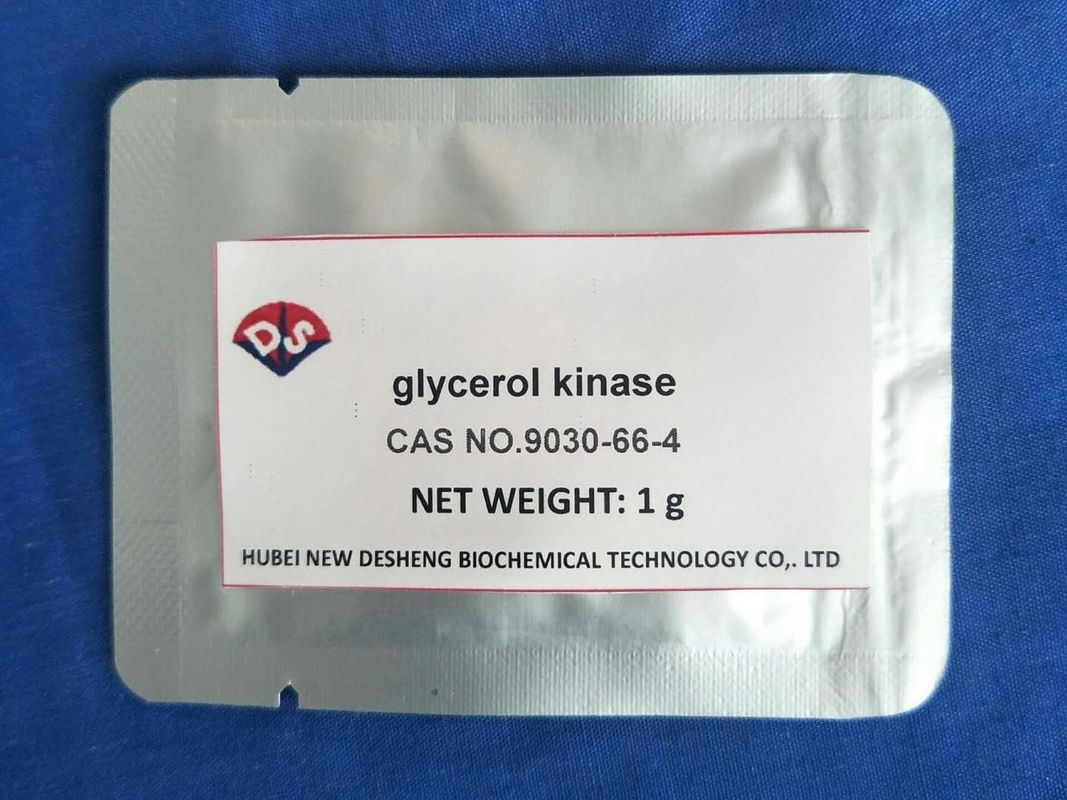 DS
glycerol kinase
CAS NO.9030-66-4
NET WEIGHT: 1 g
HUBEI NEW DESHENG BIOCHEMICAL TECHNOLOGY CO,. LTD